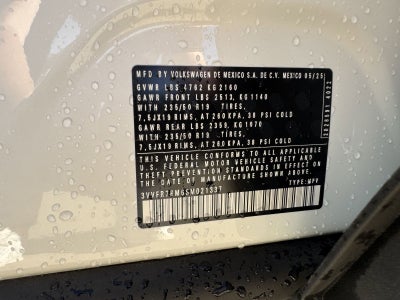 MFD BY VOLKSWAGEN DE MEXICO S.A. DE C.V. MEXICO 05/25
GVWR LBS 4762 KG 2160
GAWR FRONT LBS 2513 KG 1140
WITH 235/50 R19 TIRES,
7,5JX19 RIMS, AT 260 KPA, 38 PSI COLD
GAWR REAR LBS 2359 KG 1070
WITH 235/50 R19 TIRES,
7,5JX19 RIMS, AT 260 KPA, 38 PSI COLD
THIS VEHICLE CONFORMS TO ALL APPLICABLE
U.S. FEDERAL MOTOR VEHICLE SAFETY AND
THEFT PREVENTION STANDARDS IN EFFECT ON
THE DATE OF MANUFACTURE SHOWN ABOVE.
TYPE: MPV